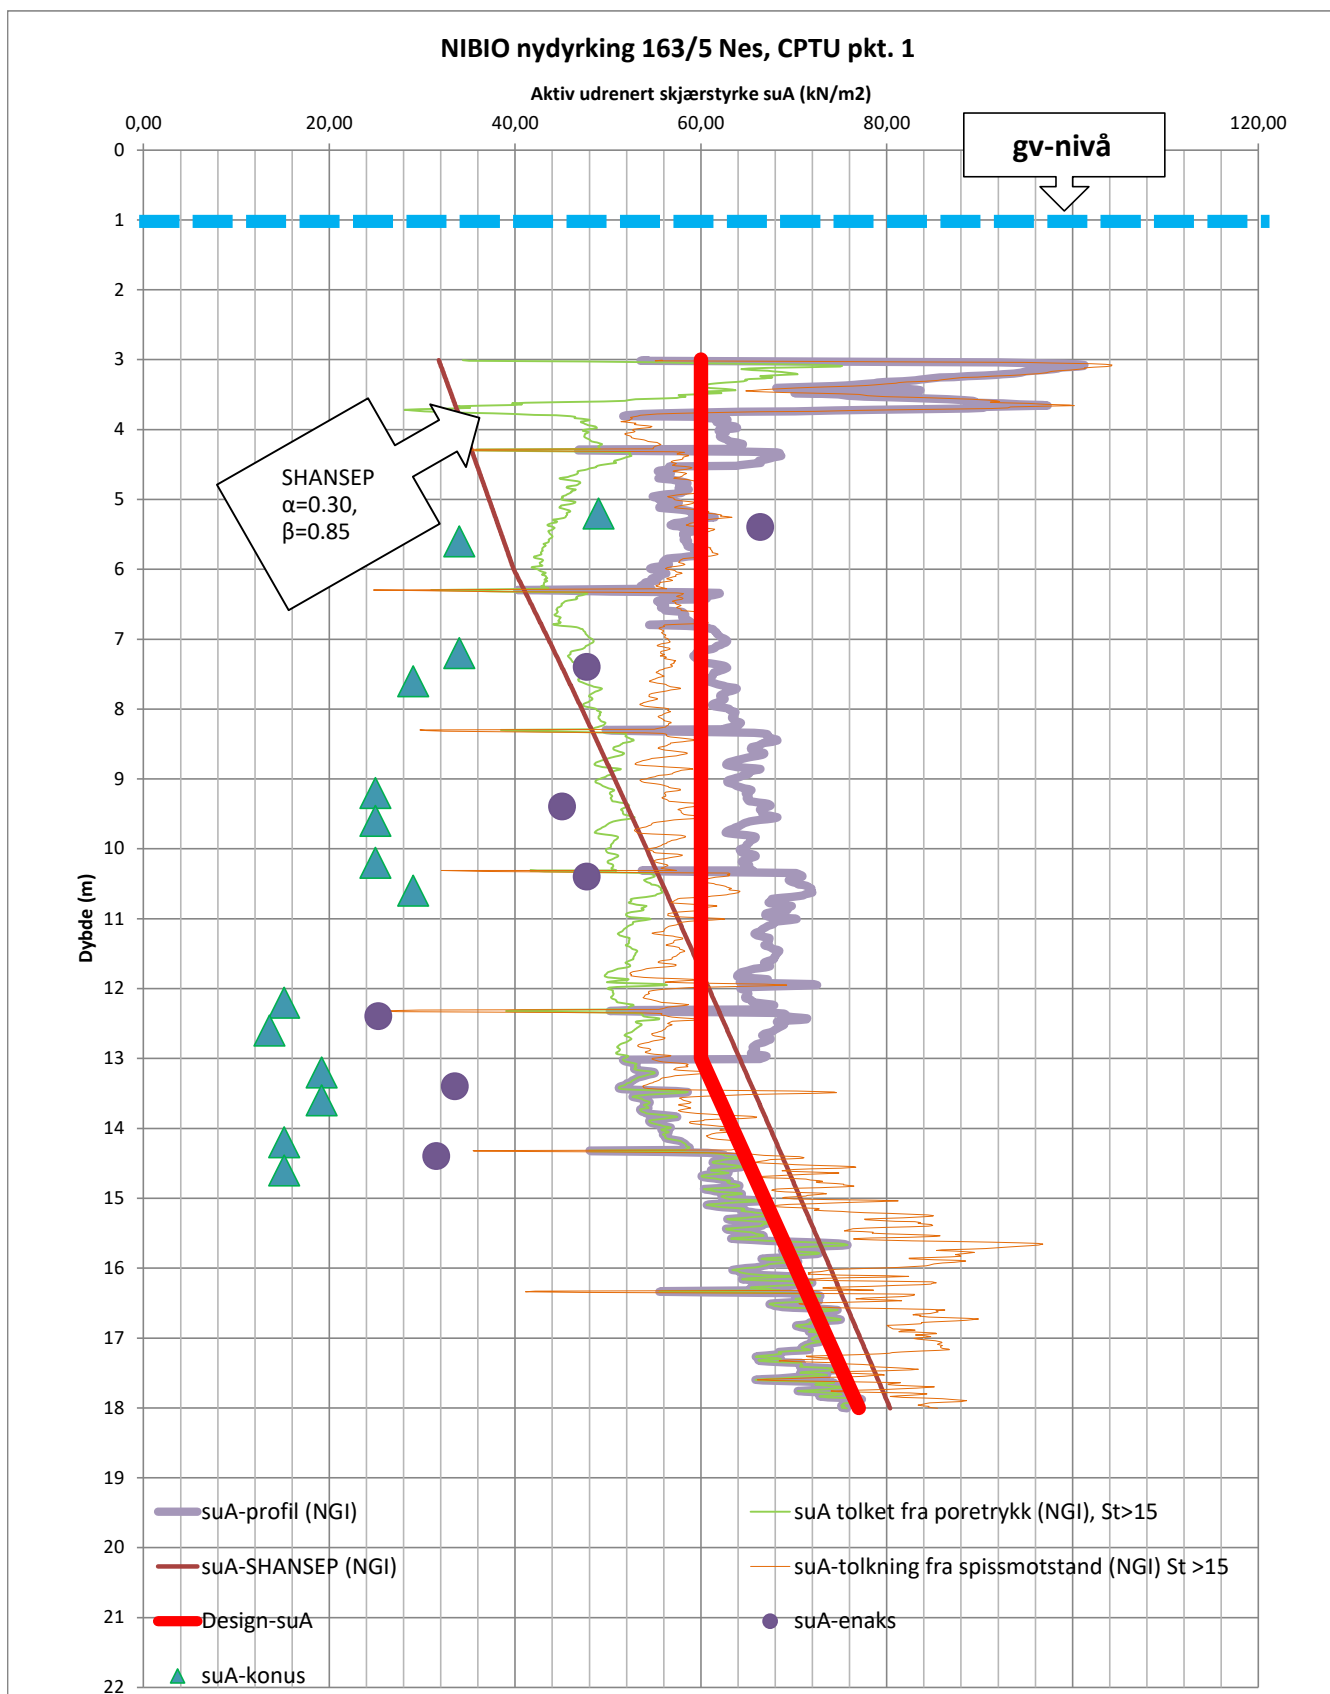 NIBIO nydyrking 163/5 Nes, CPTU pkt. 1
Aktiv udrenert skjærstyrke suA (kN/m2)
0,00 20,00 40,00 60,00 80,00 120,00
gv-nivå
0
1
2
3
4
5
6
7
8
9
10
11
12
13
14
15
16
17
18
19
20
21
22
Dybde (m)
SHANSEP
α=0.30,
β=0.85
suA-profil (NGI)
suA tolket fra poretrykk (NGI), St>15
suA-SHANSEP (NGI)
suA-tolkning fra spissmotstand (NGI) St >15
Design-suA
suA-enaks
suA-konus